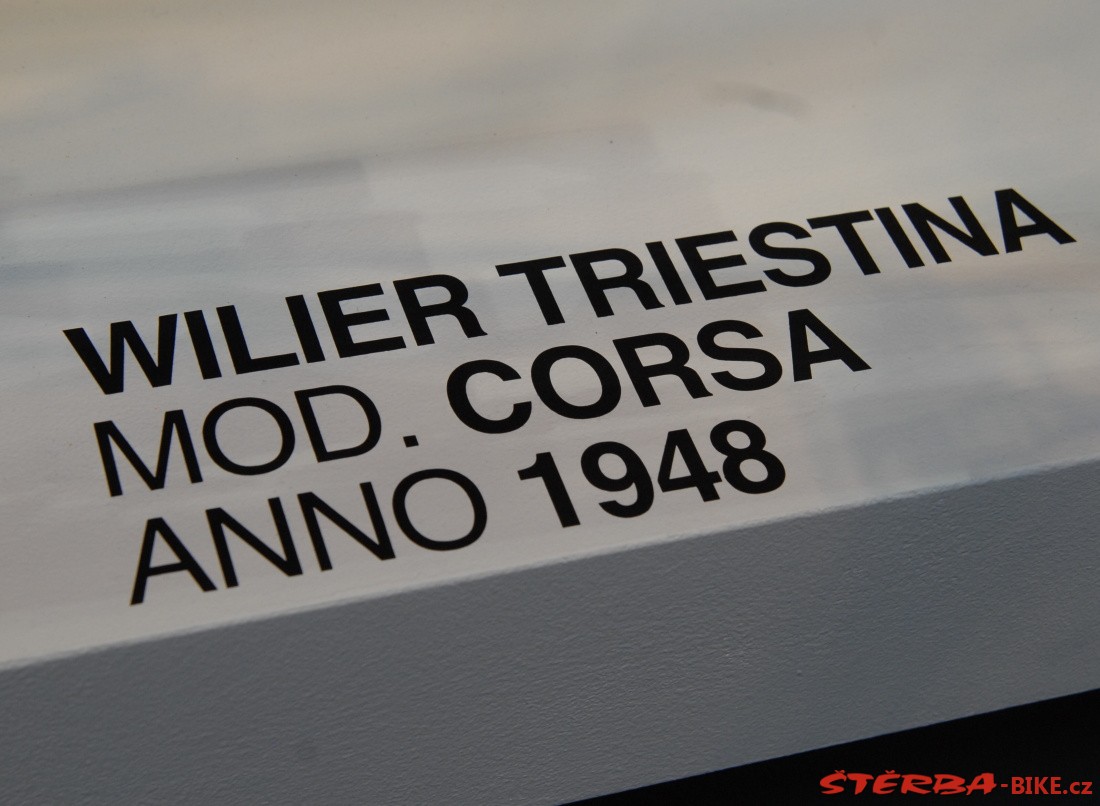 WILIER TRIESTINA
MOD. CORSA
ANNO 1948
ŠTĚRBA-BIKE.cz